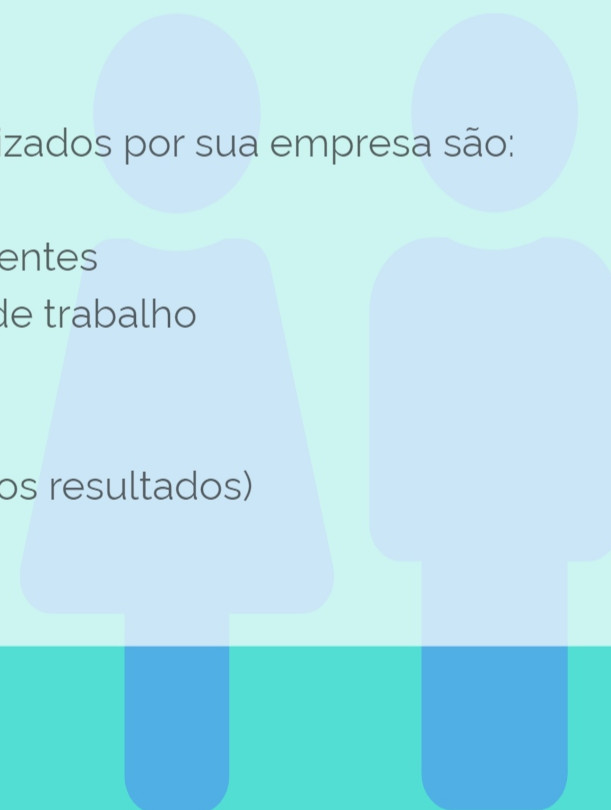 izados por sua empresa são:
entes
de trabalho
os resultados)